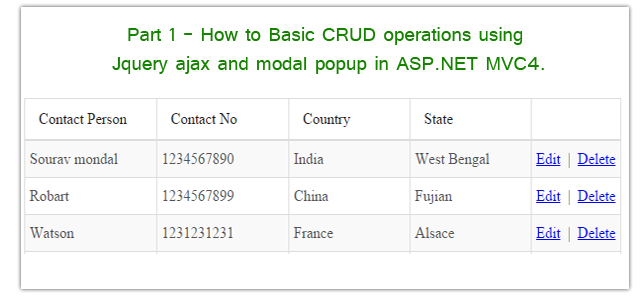 Part 1 - How to Basic CRUD operations using
Jquery ajax and modal popup in ASP.NET MVC4.
Contact Person Contact No Country State
Sourav mondal 1234567890 India West Bengal Edit | Delete
Robart 1234567899 China Fujian Edit | Delete
Watson 1231231231 France Alsace Edit | Delete